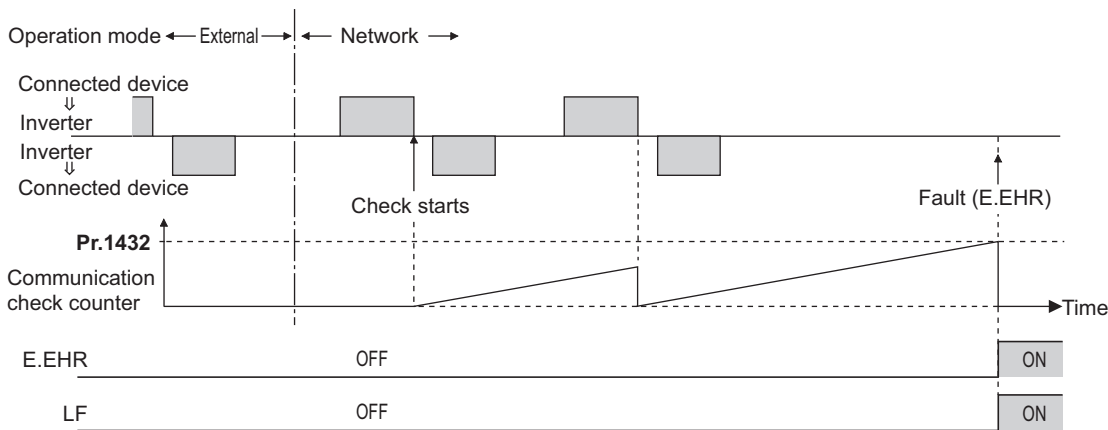 Operation mode External Network
Connected device
⇓
Inverter
Inverter
⇓
Connected device
Check starts
Fault (E.EHR)
Pr.1432
Communication
check counter
Time
E.EHR OFF ON
LF OFF ON